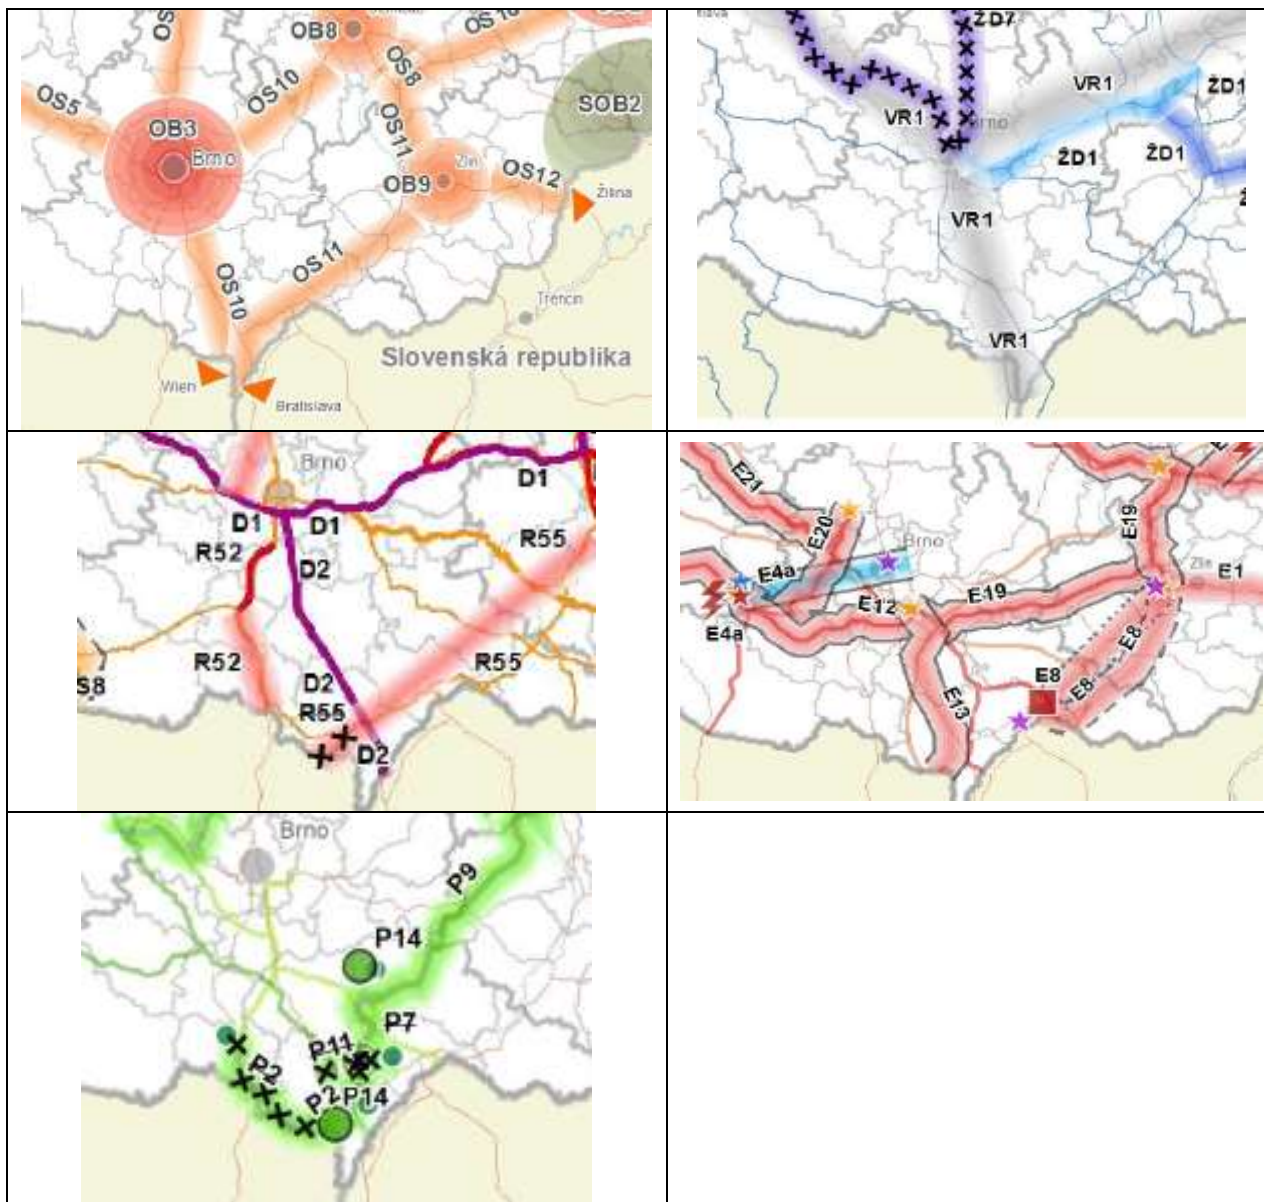 OS
OB8
OS10
OS8
OS5
OS10
OB3
Brno
OS11
SOB2
Zlín
OB9
OS12
Žilina
OS10
OS11
Trenčín
Slovenská republika
Wien
Bratislava
ŽD7
VR1
ŽD1
VR1
ŽD1
ŽD1
VR1
VR1
Brno
D1
D1
D1
R52
D2
R55
R52
R55
S8
D2
R55
D2
E21
E20
E19
Brno
E4a
E12
E19
Zlín
E1
E4a
E8
E8
E8
E13
Brno
P9
P14
P7
P11
P2
P2
P14